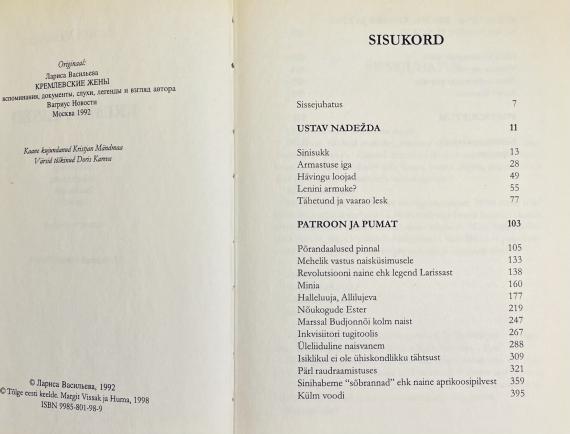 Originaal:
Лариса Васильева
КРЕМЛЕВСКИЕ ЖЕНЫ
вспоминания, документы, слухи, легенды и взгляд автора
Вагриус Новости
Москва 1992
Kaane kujundanud Kristjan Mändmaa
Värsid tõlkinud Doris Kareva
© Лариса Васильева, 1992
© Tõlge eesti keelde. Margit Vissak ja Huma, 1998
ISBN 9985-801-98-9
SISUKORD
Sissejuhatus 7
USTAV NADEŽDA 11
Sinisukk 13
Armastuse iga 28
Hävingu loojad 49
Lenini armuke? 55
Tähetund ja vaarao lesk 77
PATROON JA PUMAT 103
Põrandaalused pinnal 105
Mehelik vastus naisküsimusele 133
Revolutsiooni naine ehk legend Larissast 138
Minia 160
Halleluuja, Allilujeva 177
Nõukogude Ester 219
Marssal Budjonnõi kolm naist 247
Inkvisiitori tugitoolis 267
Üleliiduline naisvanem 288
Isiklikul ei ole ühiskondlikku tähtsust 309
Pärl raudraamistuses 321
Sinihabeme "sõbrannad" ehk naine aprikoosipilvest 359
Külm voodi 395